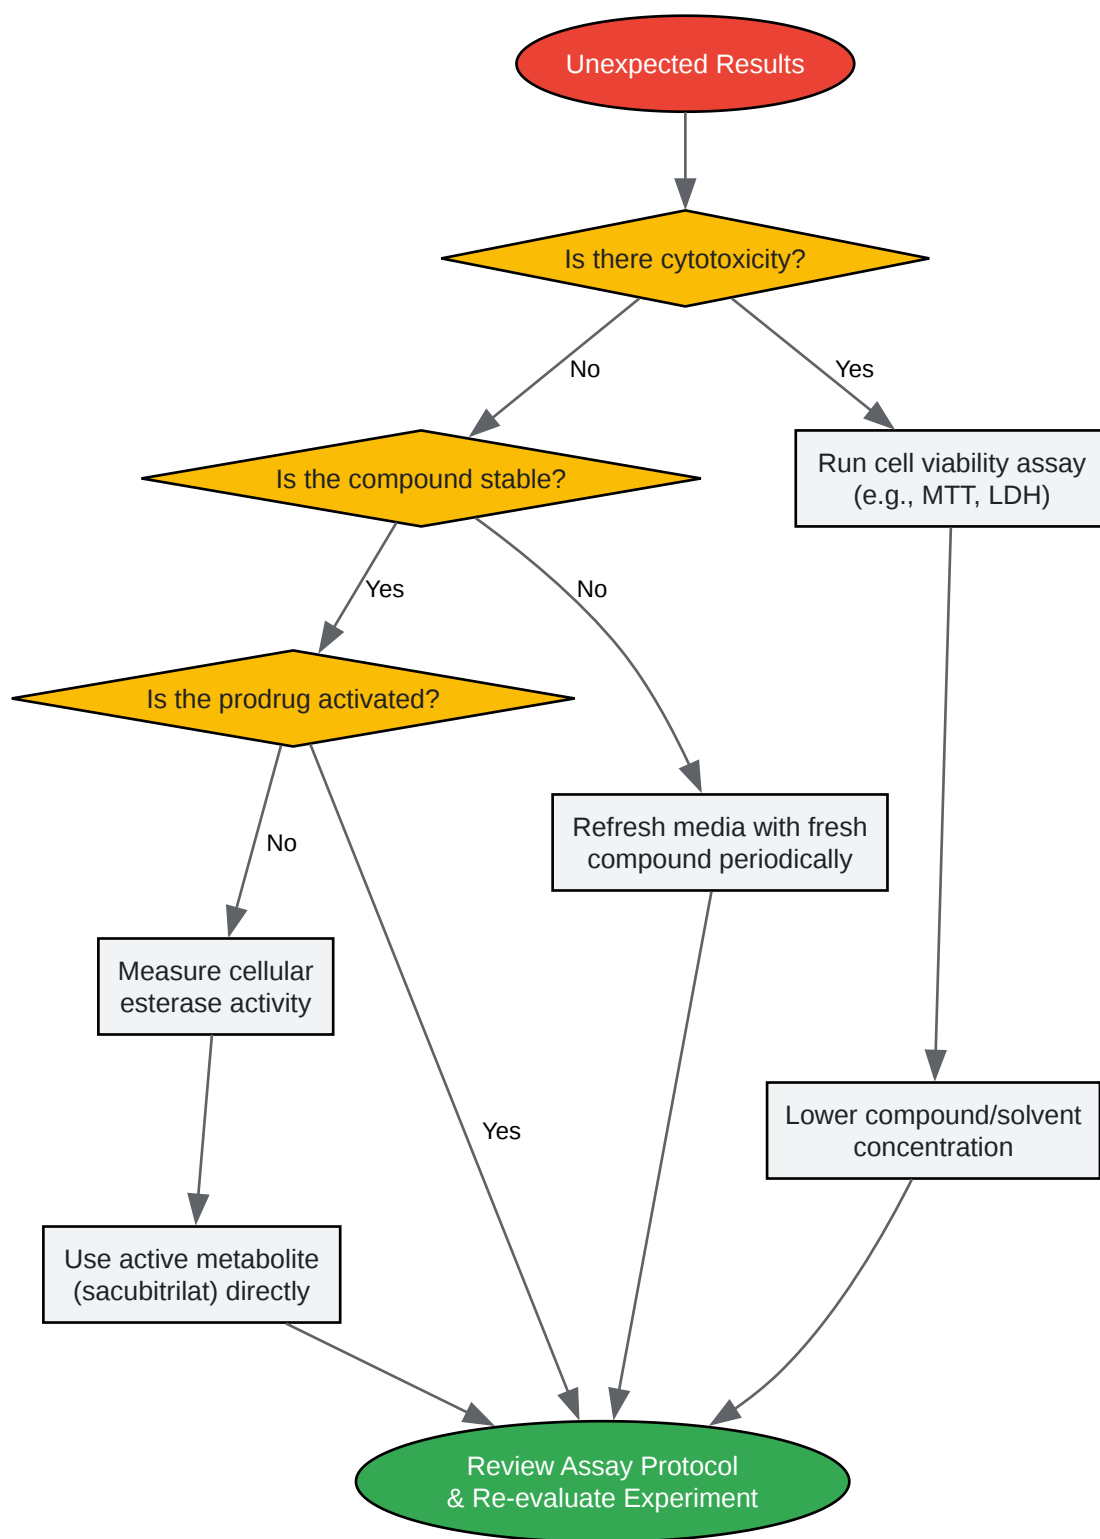 Unexpected Results
Is there cytotoxicity?
No
Yes
Is the compound stable?
Run cell viability assay
(e.g., MTT, LDH)
Yes
No
Is the prodrug activated?
Refresh media with fresh
compound periodically
No
Measure cellular
esterase activity
Yes
Lower compound/solvent
concentration
Use active metabolite
(sacubitrilat) directly
Review Assay Protocol
& Re-evaluate Experiment